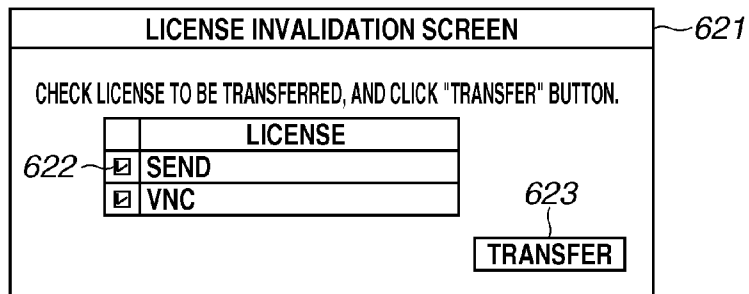 LICENSE INVALIDATION SCREEN 621
CHECK LICENSE TO BE TRANSFERRED, AND CLICK "TRANSFER" BUTTON.
LICENSE
622 SEND
VNC
623
TRANSFER